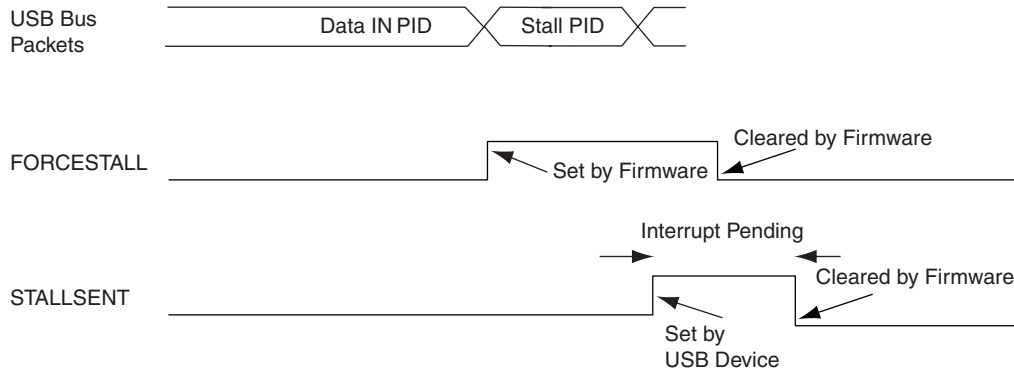 USB Bus
Packets
Data IN PID
Stall PID
FORCESTALL
Set by Firmware
Cleared by Firmware
Interrupt Pending
STALLSENT
Set by
USB Device
Cleared by Firmware